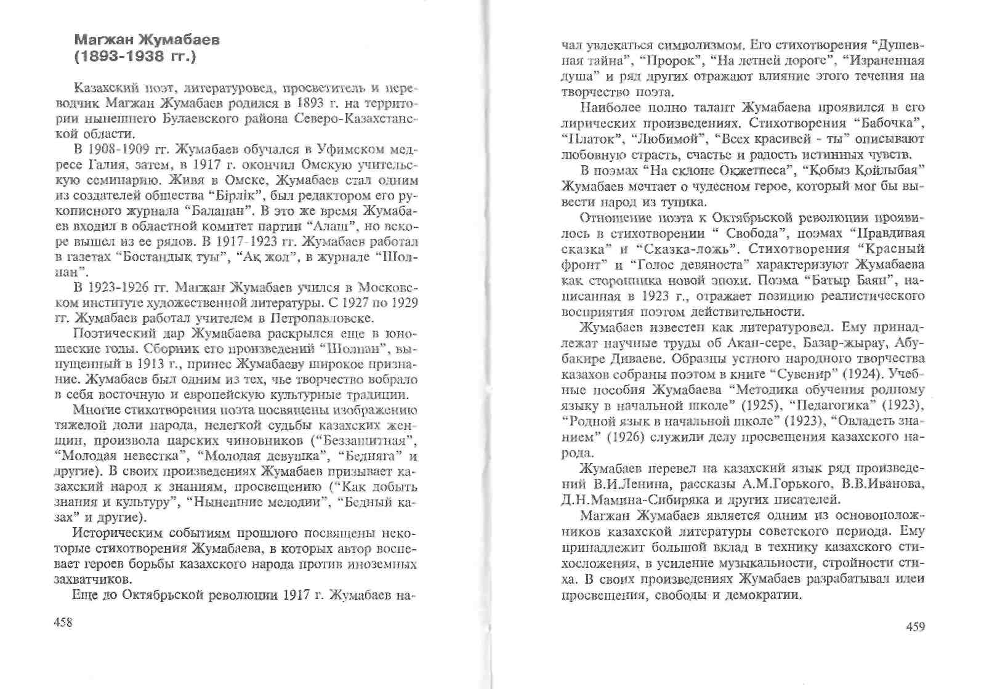 Магжан Жумабаев
(1893-1938 гг.)
Казахский поэт, литературовед, просветитель и пере-
водчик Магжан Жумабаев родился в 1893 г. на террито-
рии нынешнего Булаевского района Северо-Казахстанс-
кой области.
В 1908-1909 гг. Жумабаев обучался в Уфимском мед-
ресе Галия, затем, в 1917 г. окончил Омскую учительс-
кую семинарию. Живя в Омске, Жумабаев стал одним
из создателей общества “Бірлік”, был редактором его ру-
кописного журнала “Балапан”. В это же время Жумаба-
ев входил в областной комитет партии “Алаш”, но вско-
ре вышел из ее рядов. В 1917-1923 гг. Жумабаев работал
в газетах “Бостандық туы”, “Ақ жол”, в журнале “Шол-
пан”.
В 1923-1926 гг. Магжан Жумабаев учился в Московс-
ком институте художественной литературы. С 1927 по 1929
гг. Жумабаев работал учителем в Петропавловске.
Поэтический дар Жумабаева раскрылся еще в юно-
шеские годы. Сборник его произведений “Шолпан”, вы-
пущенный в 1913 г., принес Жумабаеву широкое призна-
ние. Жумабаев был одним из тех, чье творчество вобрало
в себя восточную и европейскую культурные традиции.
Многие стихотворения поэта посвящены изображению
тяжелой доли народа, нелегкой судьбы казахских жен-
щин, произвола царских чиновников (“Беззащитная”,
“Молодая невестка”, “Молодая девушка”, “Бедняга” и
другие). В своих произведениях Жумабаев призывает ка-
захский народ к знаниям, просвещению (“Как добыть
знания и культуру”, “Нынешние мелодии”, “Бедный ка-
зах” и другие).
Историческим событиям прошлого посвящены неко-
торые стихотворения Жумабаева, в которых автор воспе-
вает героев борьбы казахского народа против иноземных
захватчиков.
Еще до Октябрьской революции 1917 г. Жумабаев на-
458
чал увлекаться символизмом. Его стихотворения “Душев-
ная тайна”, “Пророк”, “На летней дороге”, “Израненная
душа” и ряд других отражают влияние этого течения на
творчество поэта.
Наиболее полно талант Жумабаева проявился в его
лирических произведениях. Стихотворения “Бабочка”,
“Платок”, “Любимой”, “Всех красивей - ты” описывают
любовную страсть, счастье и радость истинных чувств.
В поэмах “На склоне Окжетпеса”, “Қобыз Қойлыбая”
Жумабаев мечтает о чудесном герое, который мог бы вы-
вести народ из тупика.
Отношение поэта к Октябрьской революции прояви-
лось в стихотворении “ Свобода”, поэмах “Правдивая
сказка” и “Сказка-ложь”. Стихотворения “Красный
фронт” и “Голос девяноста” характеризуют Жумабаева
как сторонника новой эпохи. Поэма “Батыр Баян”, на-
писанная в 1923 г., отражает позицию реалистического
восприятия поэтом действительности.
Жумабаев известен как литературовед. Ему принад-
лежат научные труды об Акан-сере, Базар-жырау, Абу-
бакире Диваеве. Образцы устного народного творчества
казахов собраны поэтом в книге “Сувенир” (1924). Учеб-
ные пособия Жумабаева “Методика обучения родному
языку в начальной школе” (1925), “Педагогика” (1923),
“Родной язык в начальной школе” (1923), “Овладеть зна-
нием” (1926) служили делу просвещения казахского на-
рода.
Жумабаев перевел на казахский язык ряд произведе-
ний В.И.Ленина, рассказы А.М.Горького, В.В.Иванова,
Д.Н.Мамина-Сибиряка и других писателей.
Магжан Жумабаев является одним из основополож-
ников казахской литературы советского периода. Ему
принадлежит большой вклад в технику казахского сти-
хосложения, в усиление музыкальности, стройности сти-
ха. В своих произведениях Жумабаев разрабатывал идеи
просвещения, свободы и демократии.
459